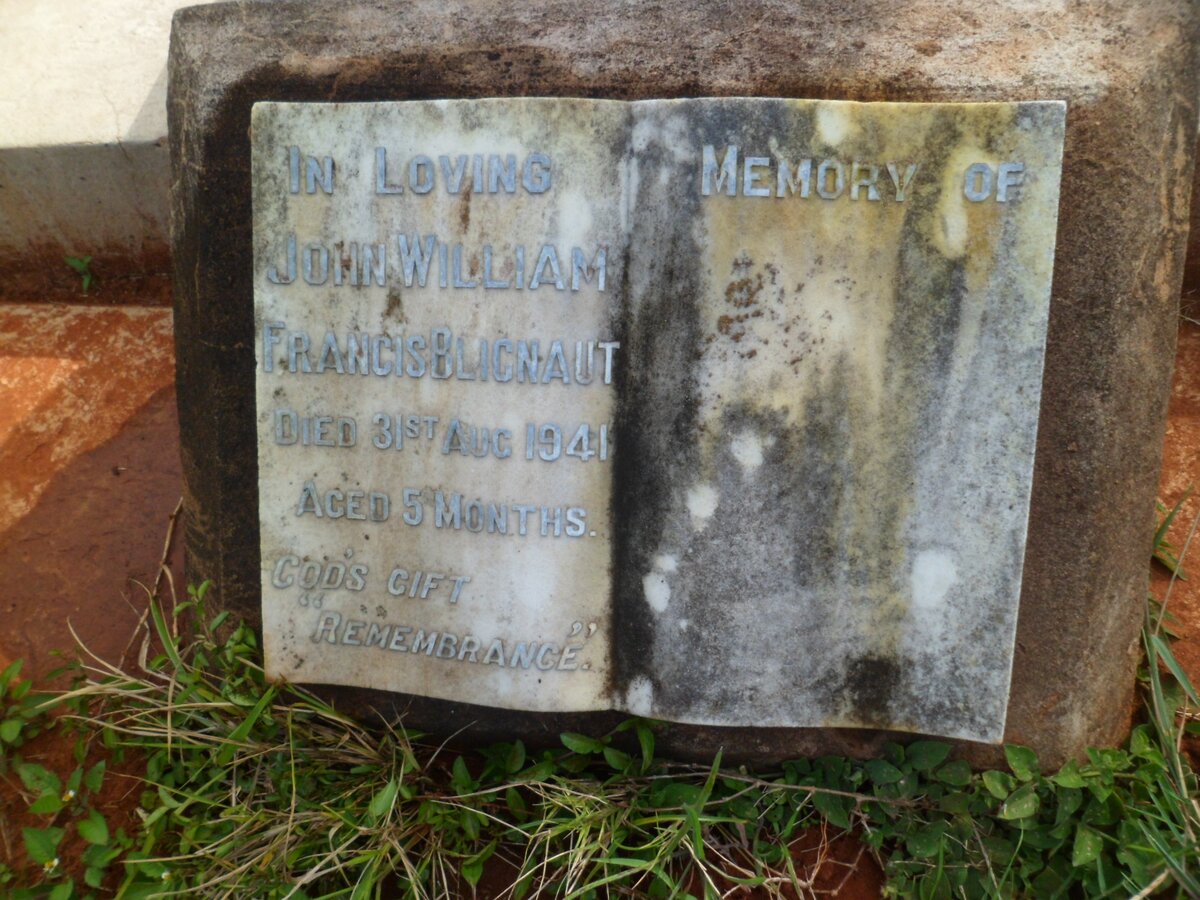 In Loving Memory of
John William
Francis Blignaut
Died 31st Aug 1941
Aged 5 Months.
God's gift
"Remembrance."